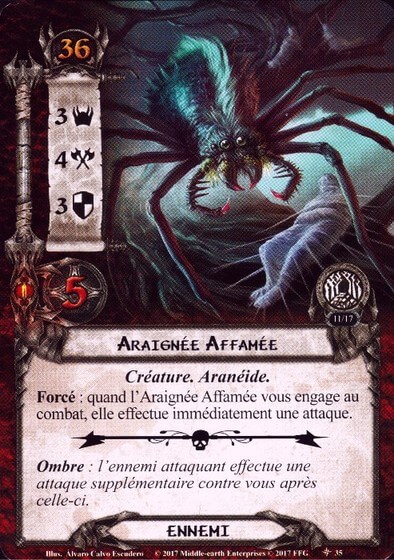 36
3
4
3
5
11/17
ARAIGNÉE AFFAMÉE
Créature. Aranéide.
Forcé : quand l'Araignée Affamée vous engage au
combat, elle effectue immédiatement une attaque.
Ombre : l'ennemi attaquant effectue une
attaque supplémentaire contre vous après
celle-ci.
ENNEMI
Illus. Álvaro Calvo Escudero © 2017 Middle-earth Enterprises © 2017 FFG 35